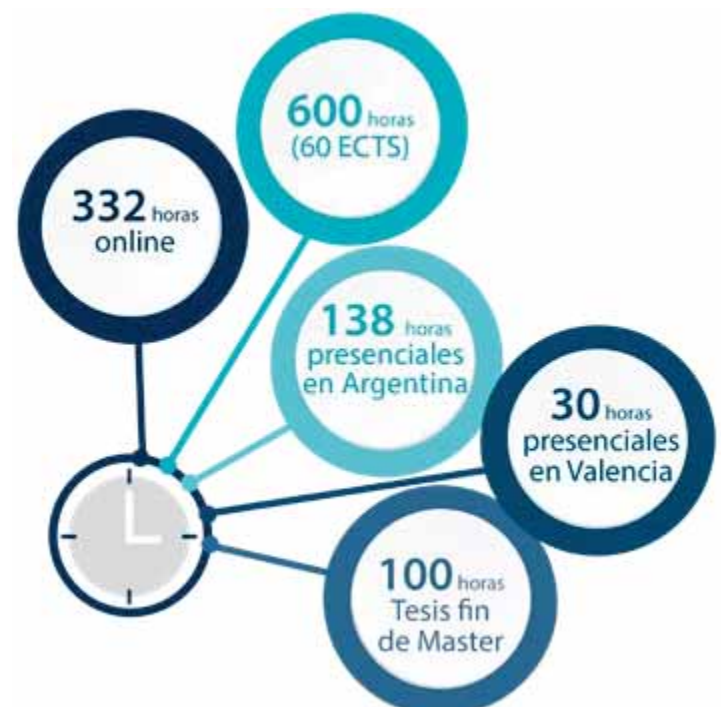 600 horas
(60 ECTS)
332 horas
online
138 horas
presenciales
en Argentina
30 horas
presenciales
en Valencia
100 horas
Tesis fin
de Master